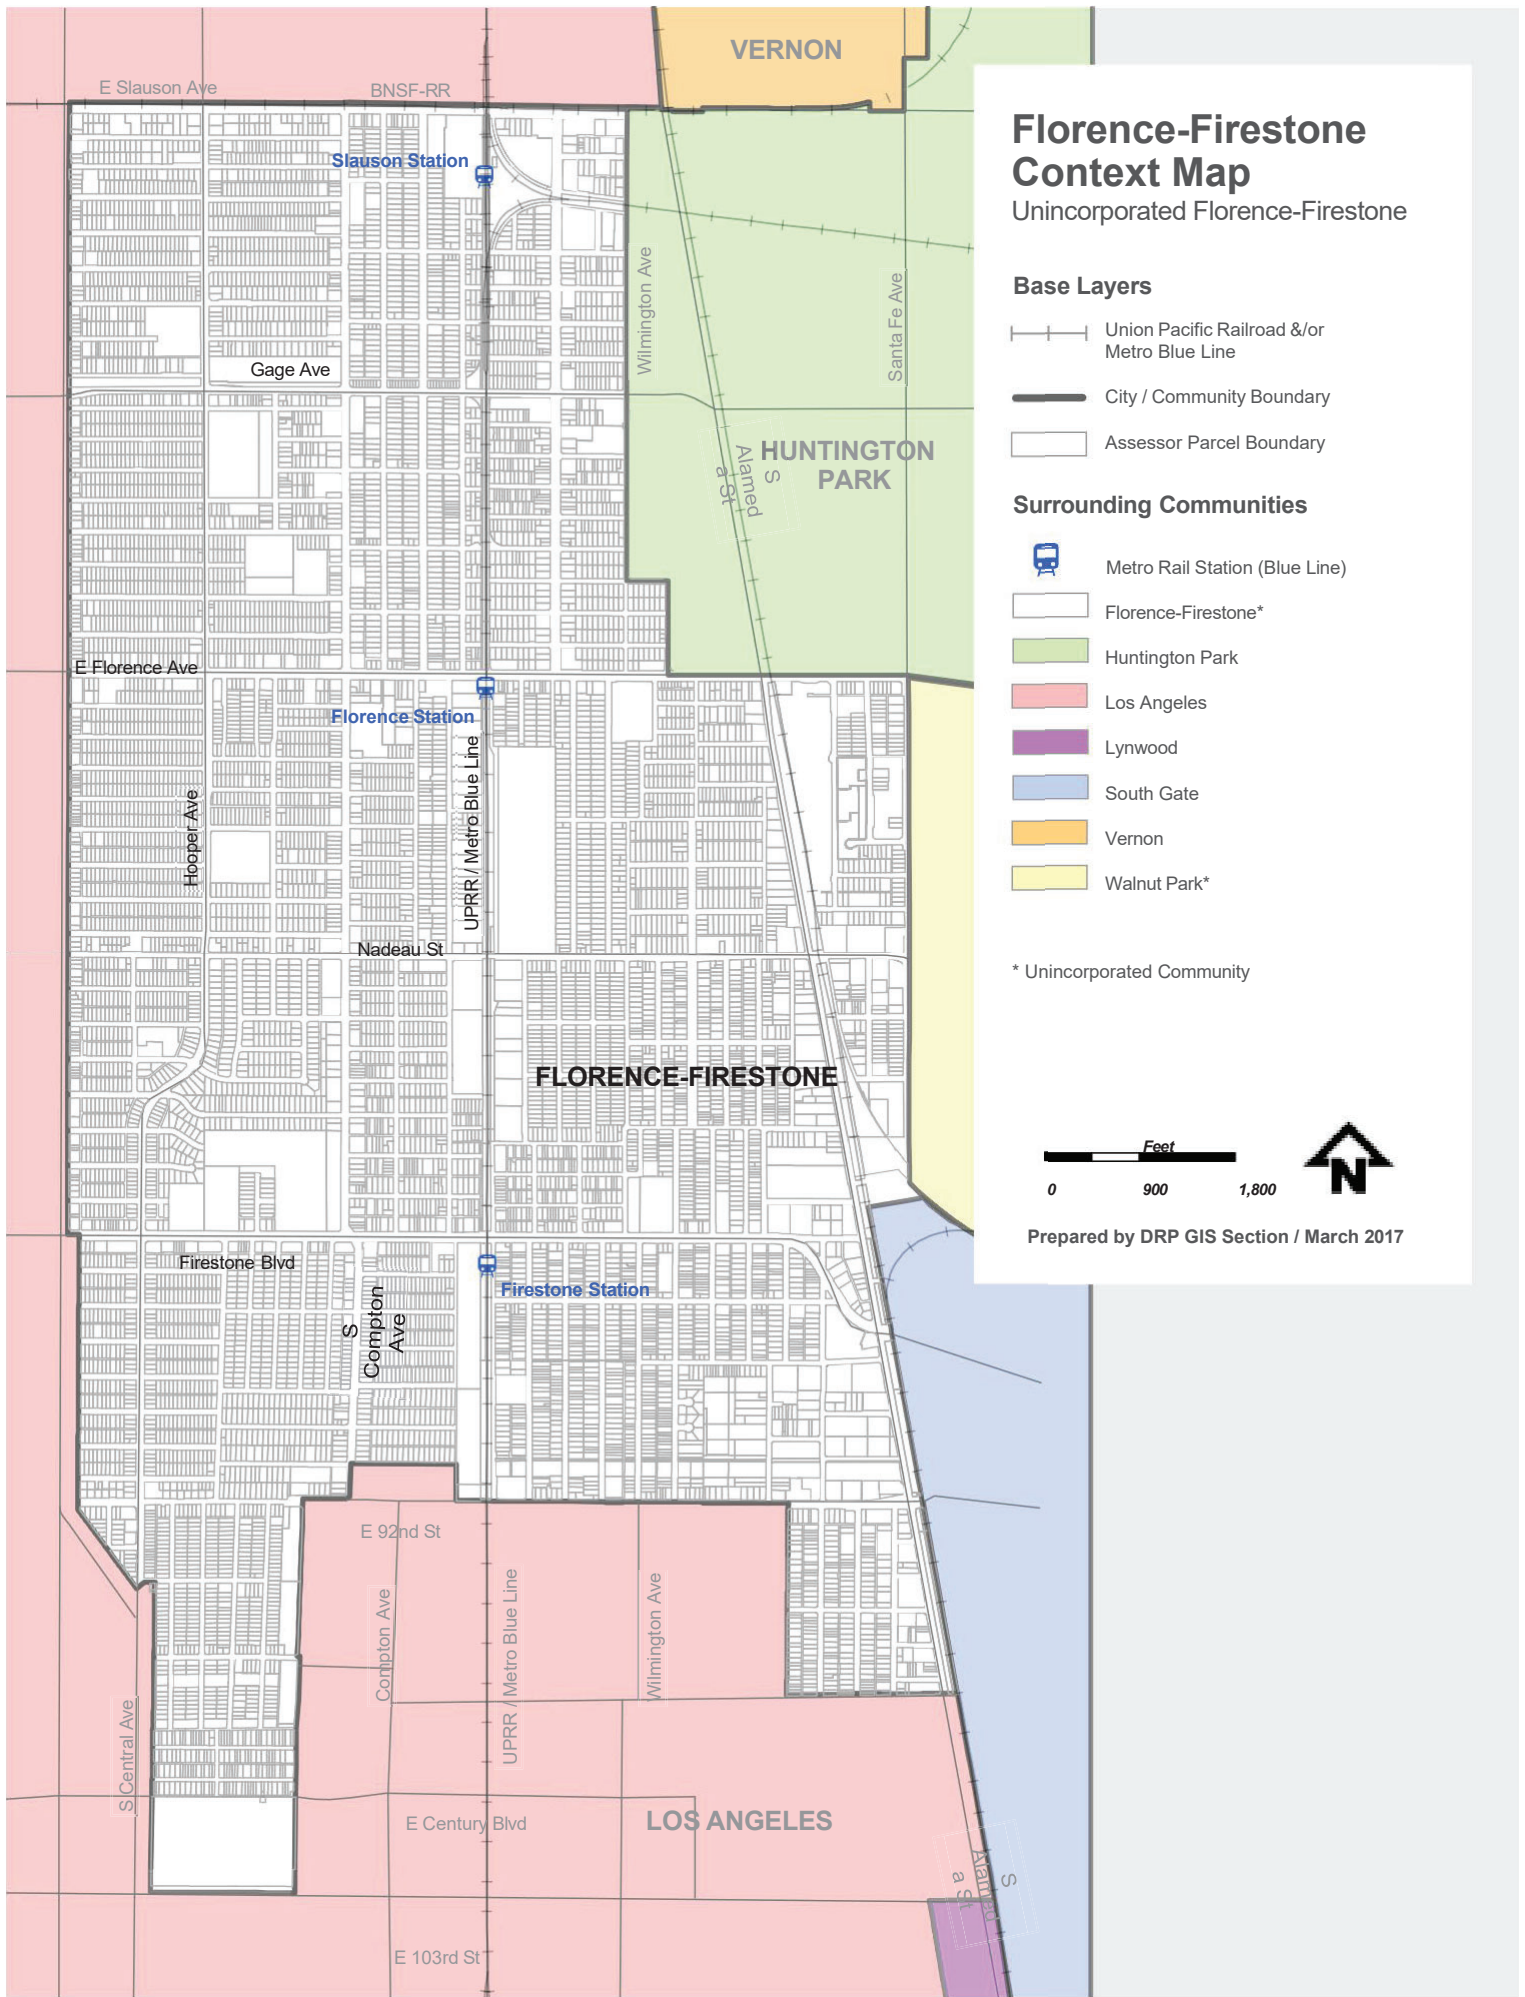 VERNON
E Slauson Ave
BNSF-RR
Slauson Station
Wilmington Ave
Santa Fe Ave
Gage Ave
HUNTINGTON
PARK
S
Alamed
a St
E Florence Ave
Florence Station
UPRR / Metro Blue Line
Hooper Ave
Nadeau St
FLORENCE-FIRESTONE
Firestone Blvd
Firestone Station
S
Compton
Ave
E 92nd St
Compton Ave
UPRR / Metro Blue Line
Wilmington Ave
S Central Ave
E Century Blvd
LOS ANGELES
S
Alamed
a St
E 103rd St
Florence-Firestone
Context Map
Unincorporated Florence-Firestone
Base Layers
Union Pacific Railroad &/or
Metro Blue Line
City / Community Boundary
Assessor Parcel Boundary
Surrounding Communities
Metro Rail Station (Blue Line)
Florence-Firestone*
Huntington Park
Los Angeles
Lynwood
South Gate
Vernon
Walnut Park*
* Unincorporated Community
Feet
0 900 1,800
N
Prepared by DRP GIS Section / March 2017